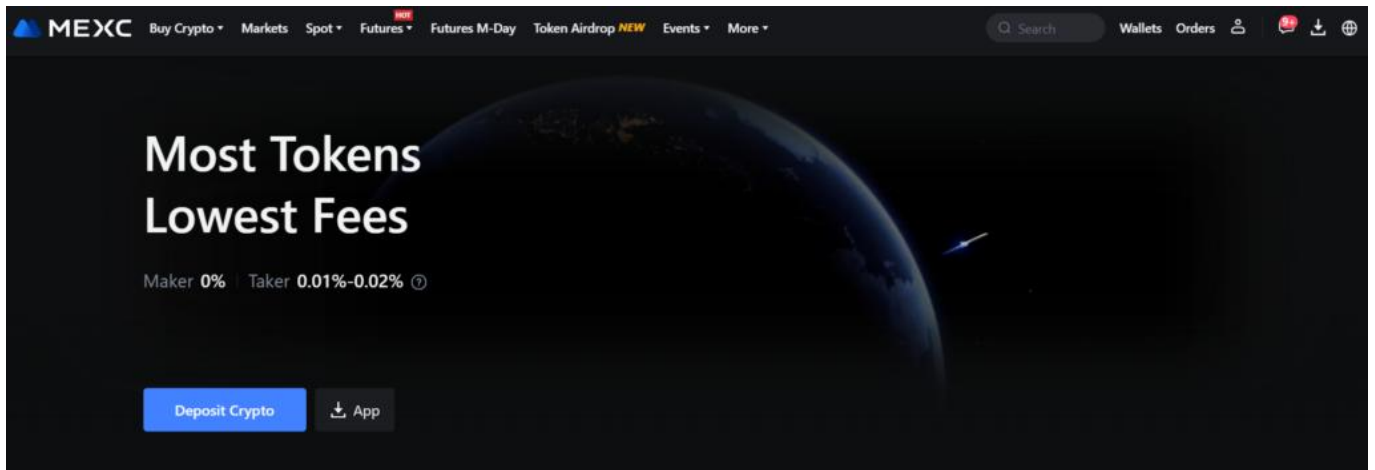 MEXC Buy Crypto Markets Spot Futures HOT Futures M-Day Token Airdrop NEW Events More Search Wallets Orders 9+
Most Tokens
Lowest Fees
Maker 0% Taker 0.01%-0.02%
Deposit Crypto App